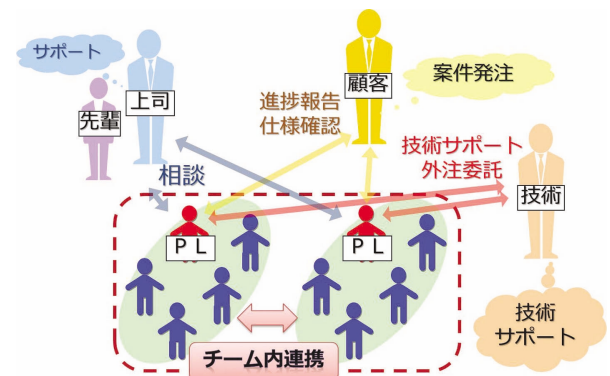 サポート
上司
先輩
顧客
案件発注
進捗報告
仕様確認
技術サポート
外注委託
相談
技術
ＰＬ
ＰＬ
技術
サポート
チーム内連携